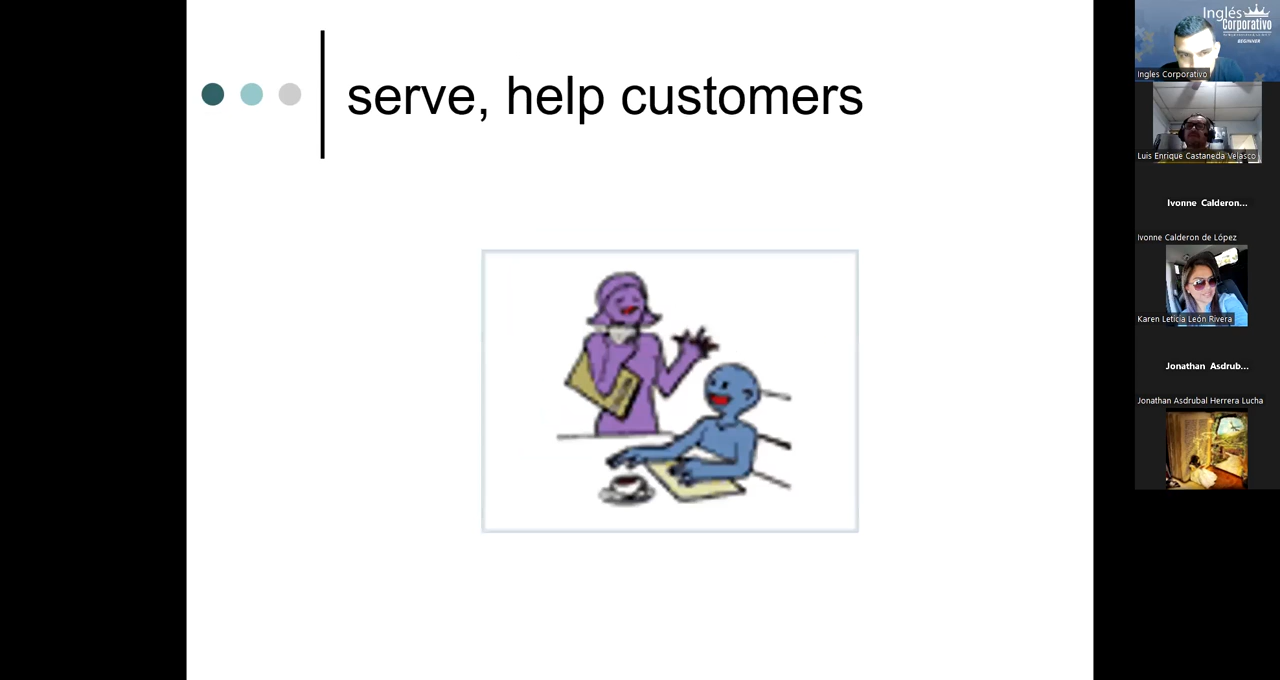 serve, help customers
Inglés
Corporativo
BEGINNER
Ingles Corporativo
Luis Enrique Castaneda Velasco
Ivonne Calderon...
Ivonne Calderon de López
Karen Leticia León Rivera
Jonathan Asdrub...
Jonathan Asdrubal Herrera Lucha